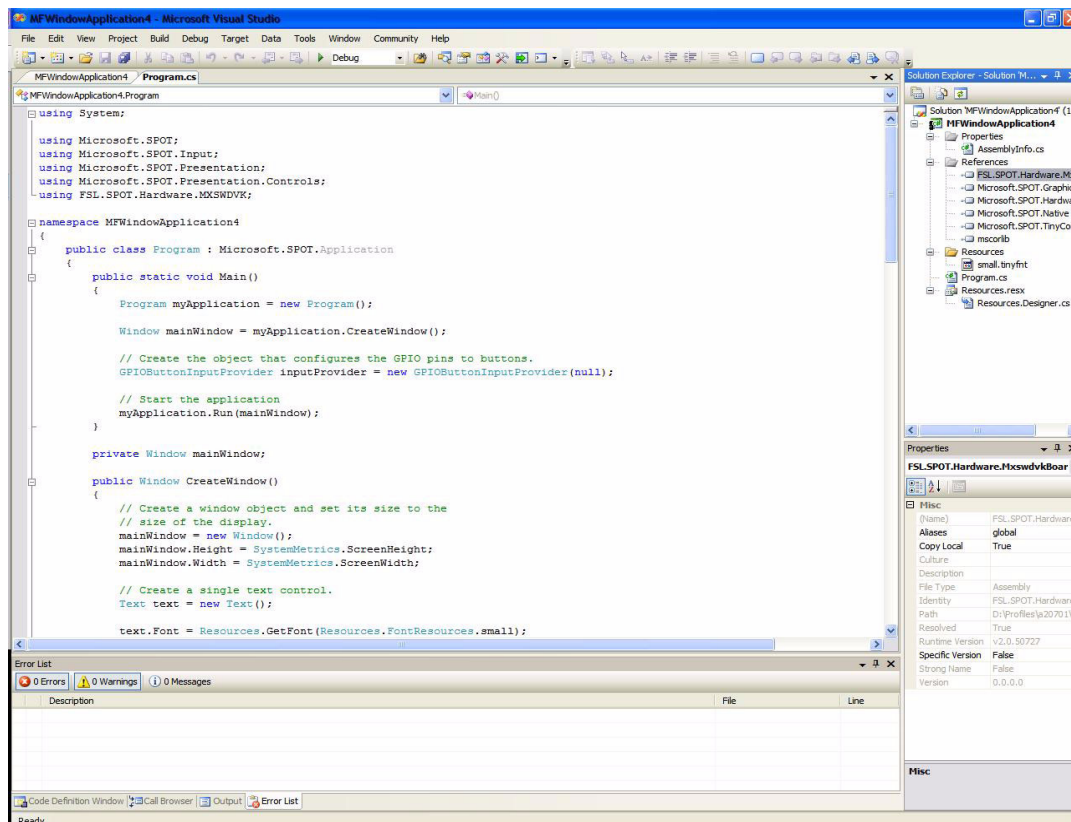 MFWindowApplication4 - Microsoft Visual Studio
File Edit View Project Build Debug Target Data Tools Window Community Help
Debug
MFWindowApplication4 Program.cs
MFWindowApplication4.Program Main()
using System;
using Microsoft.SPOT;
using Microsoft.SPOT.Input;
using Microsoft.SPOT.Presentation;
using Microsoft.SPOT.Presentation.Controls;
using FSL.SPOT.Hardware.MXSWDVK;
namespace MFWindowApplication4
{
public class Program : Microsoft.SPOT.Application
{
public static void Main()
{
Program myApplication = new Program();
Window mainWindow = myApplication.CreateWindow();
// Create the object that configures the GPIO pins to buttons.
GPIOButtonInputProvider inputProvider = new GPIOButtonInputProvider(null);
// Start the application
myApplication.Run(mainWindow);
}
private Window mainWindow;
public Window CreateWindow()
{
// Create a window object and set its size to the
// size of the display.
mainWindow = new Window();
mainWindow.Height = SystemMetrics.ScreenHeight;
mainWindow.Width = SystemMetrics.ScreenWidth;
// Create a single text control.
Text text = new Text();
text.Font = Resources.GetFont(Resources.FontResources.small);
Error List
0 Errors 0 Warnings 0 Messages
Description File Line
Code Definition Window Call Browser Output Error List
Ready
Solution Explorer - Solution 'M...
Solution 'MFWindowApplication4' (1
MFWindowApplication4
Properties
AssemblyInfo.cs
References
FSL.SPOT.Hardware.Mx
Microsoft.SPOT.Graphic
Microsoft.SPOT.Hardwa
Microsoft.SPOT.Native
Microsoft.SPOT.TinyCo
mscorlib
Resources
small.tinyfnt
Program.cs
Resources.resx
Resources.Designer.cs
Properties
FSL.SPOT.Hardware.MxswdvkBoar
Misc
(Name) FSL.SPOT.Hardware
Aliases global
Copy Local True
Culture
Description
File Type Assembly
Identity FSL.SPOT.Hardware
Path D:\Profiles\a20701\
Resolved True
Runtime Version v2.0.50727
Specific Version False
Strong Name False
Version 0.0.0.0
Misc